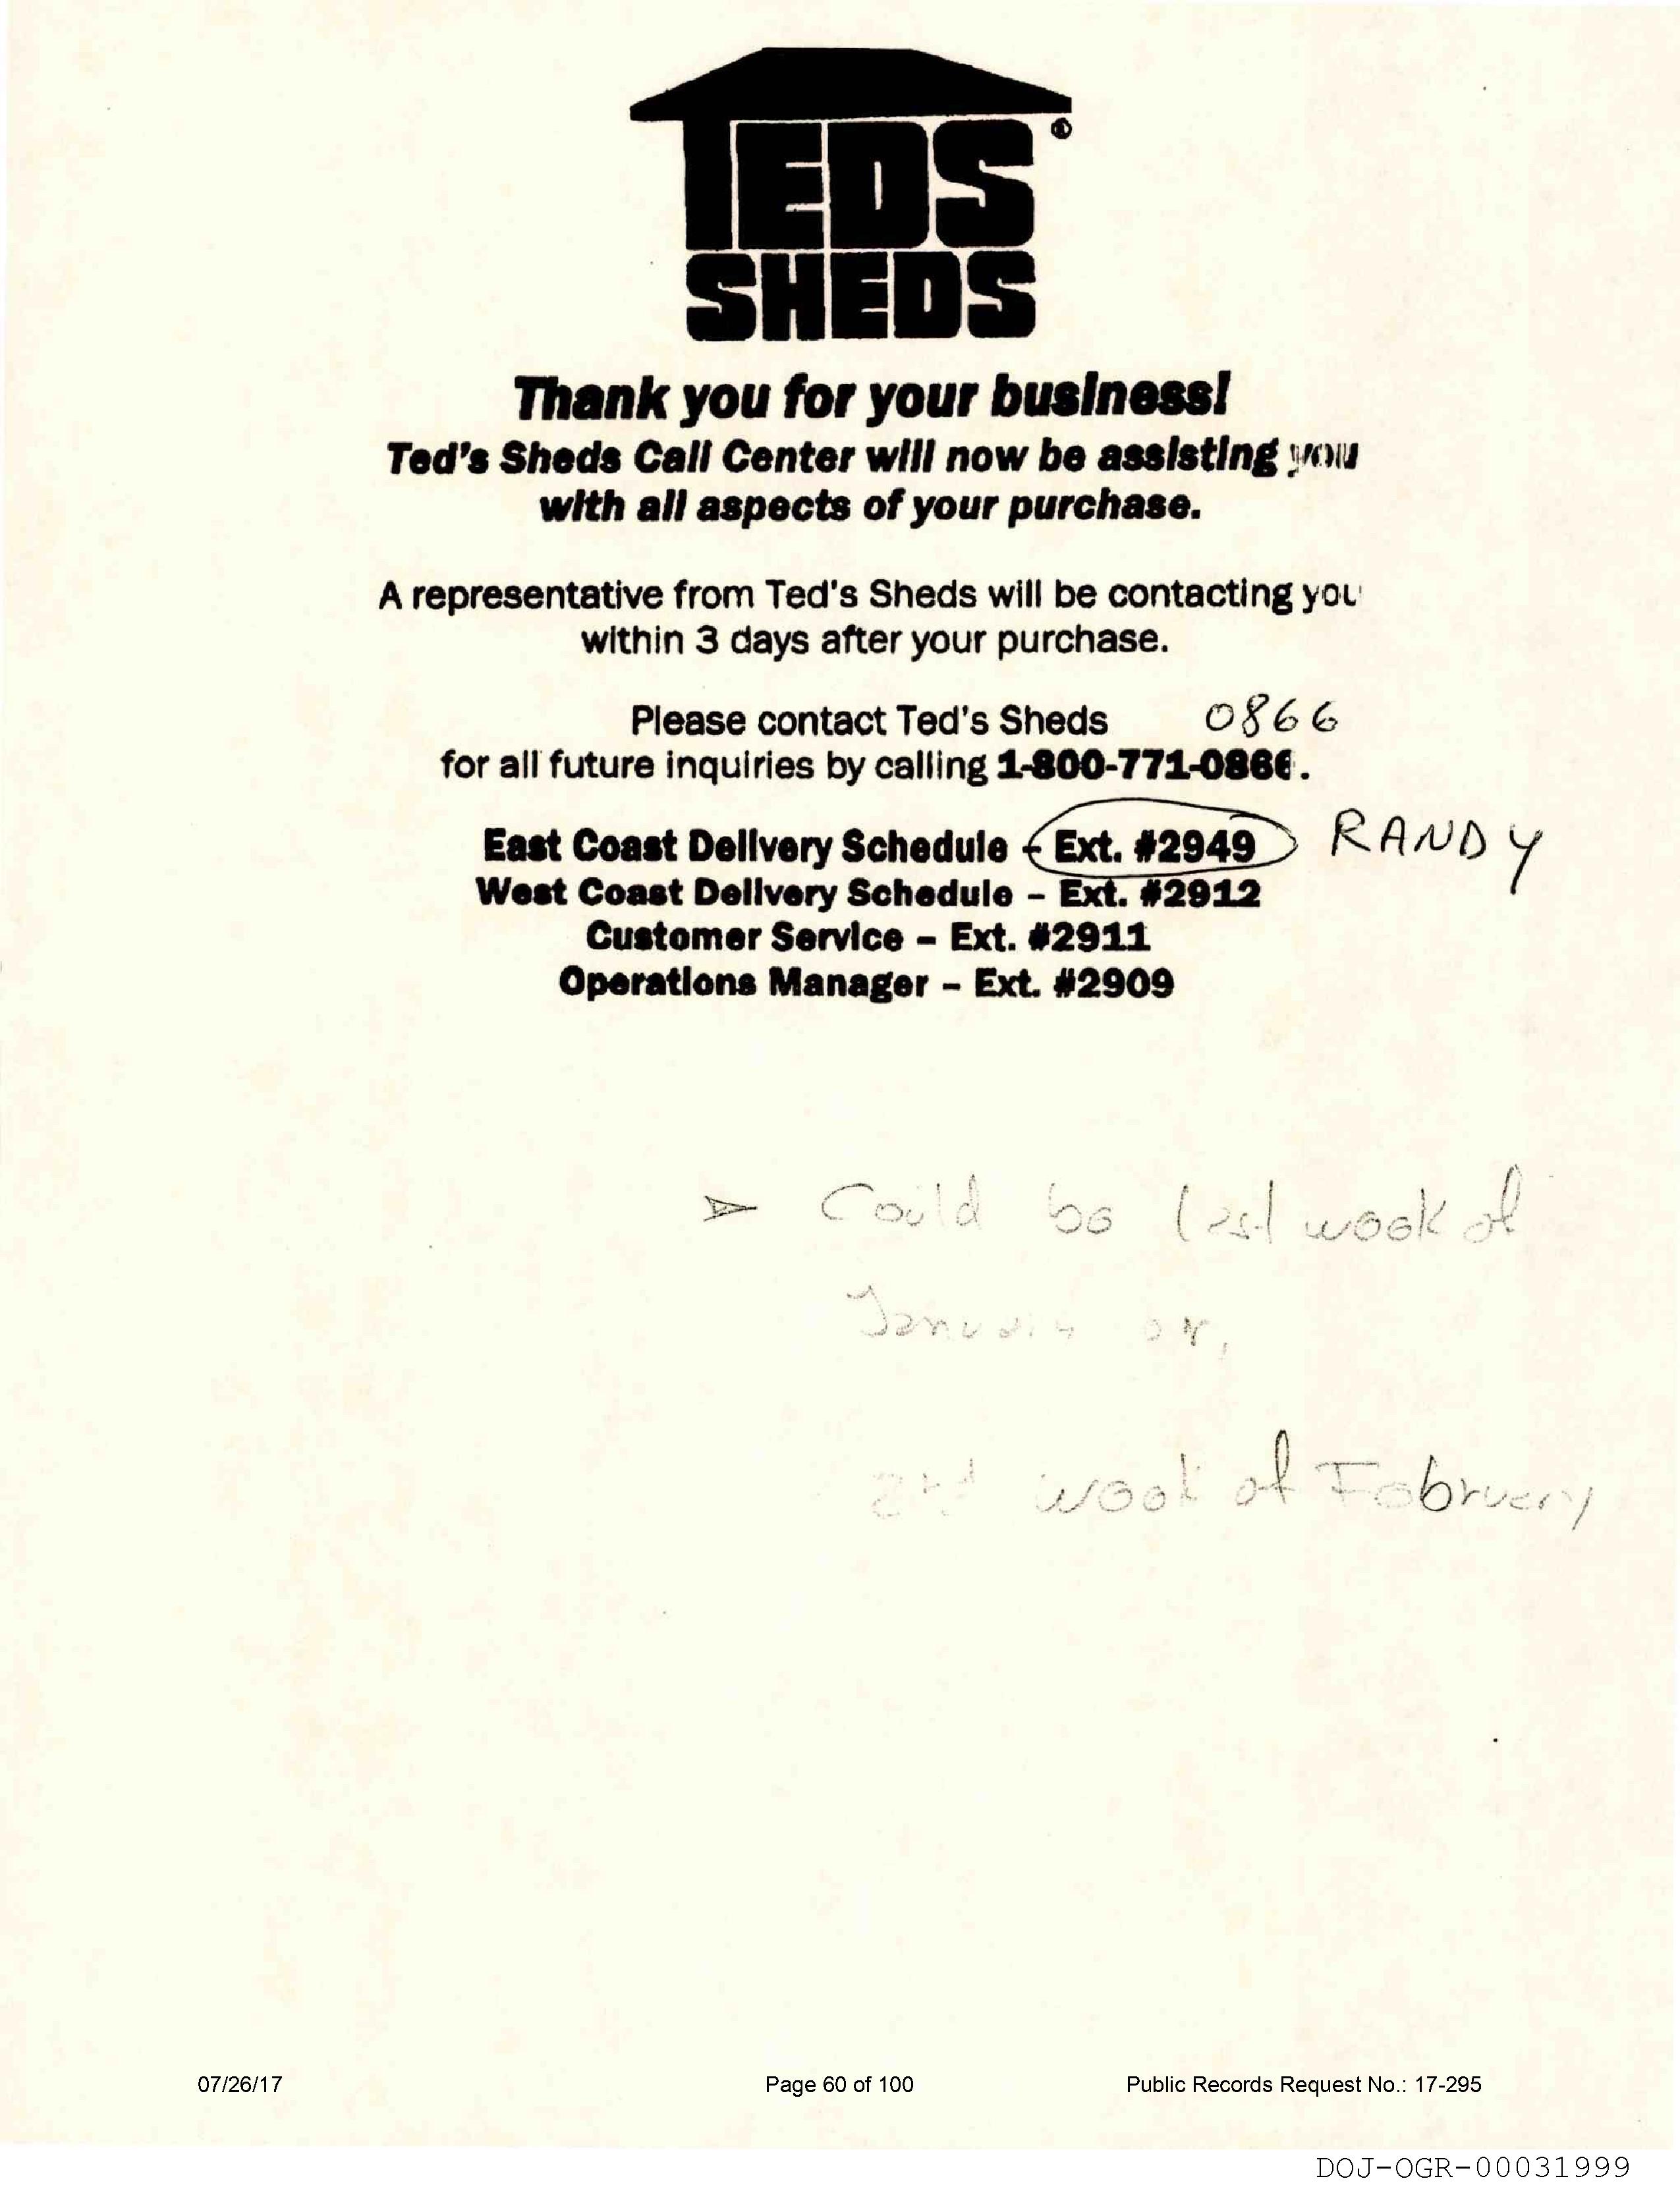 TEDS®
SHEDS
Thank you for your business!
Ted's Sheds Call Center will now be assisting you
with all aspects of your purchase.
A representative from Ted's Sheds will be contacting you
within 3 days after your purchase.
Please contact Ted's Sheds 0866
for all future inquiries by calling 1-800-771-0866.
East Coast Delivery Schedule - Ext. #2949 RANDY
West Coast Delivery Schedule – Ext. #2912
Customer Service – Ext. #2911
Operations Manager – Ext. #2909
Could be last week of
January or,
week of February
07/26/17 Page 60 of 100 Public Records Request No.: 17-295
DOJ-OGR-00031999